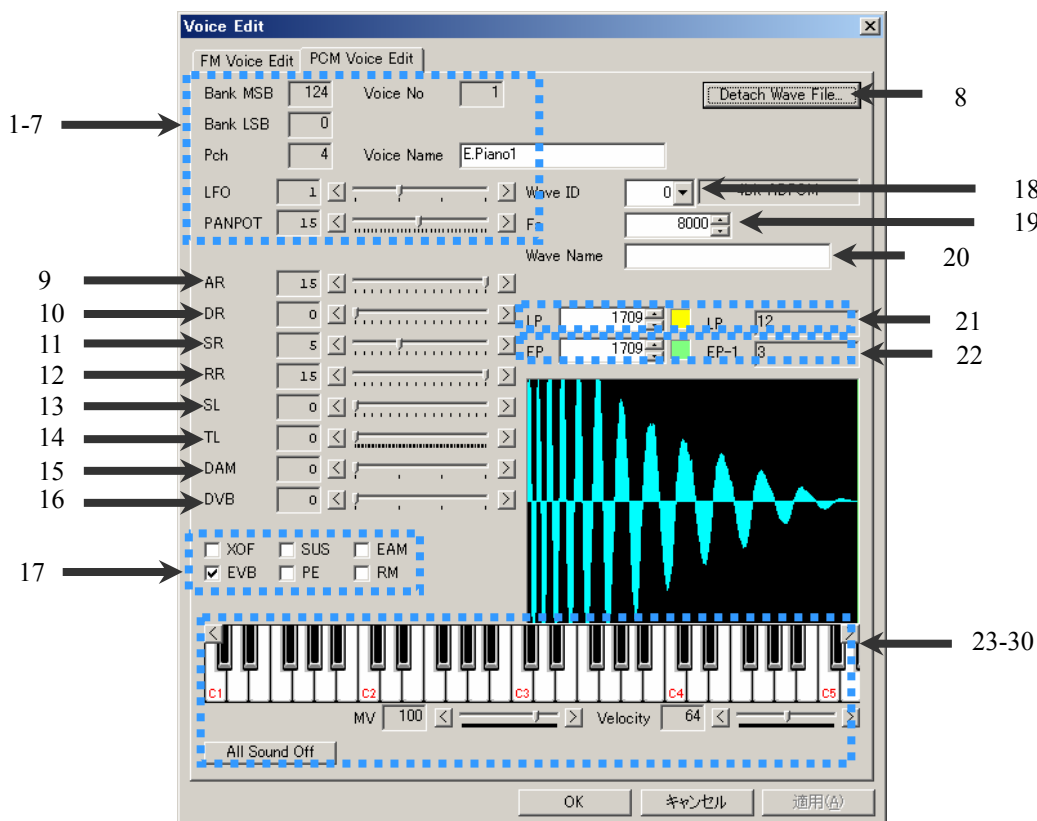 Voice Edit
FM Voice Edit PCM Voice Edit
Bank MSB 124 Voice No 1 Detach Wave File... 8
1-7
Bank LSB 0
Pch 4 Voice Name E.Piano1
LFO 1 Wave ID 0 18
PANPOT 15 8000 19
Wave Name 20
9 AR 15
10 DR 0 LP 1709 LP 12 21
11 SR 5 EP 1709 EP-1 3 22
12 RR 15
13 SL 0
14 TL 0
15 DAM 0
16 DVB 0
17 XOF SUS EAM
EVB PE RM
23-30
C1 C2 C3 C4 C5
MV 100 Velocity 64
All Sound Off
OK キャンセル 適用(A)